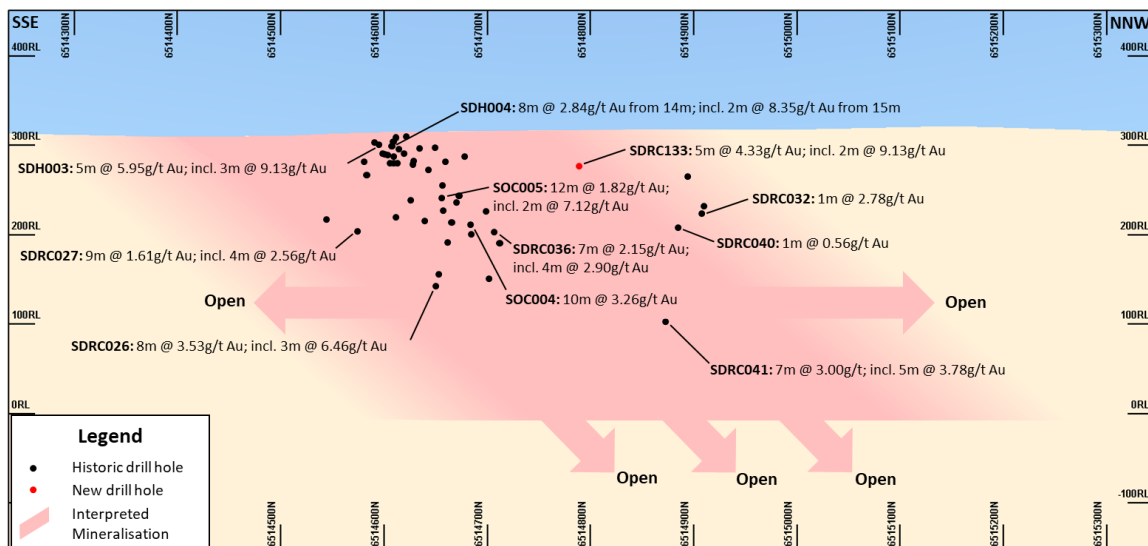 SSE
6514300N
6514400N
6514500N
6514600N
6514700N
6514800N
6514900N
6515000N
6515100N
6515200N
6515300N
NNW
400RL
400RL
SDH004: 8m @ 2.84g/t Au from 14m; incl. 2m @ 8.35g/t Au from 15m
300RL
300RL
SDH003: 5m @ 5.95g/t Au; incl. 3m @ 9.13g/t Au
SDRC133: 5m @ 4.33g/t Au; incl. 2m @ 9.13g/t Au
SOC005: 12m @ 1.82g/t Au;
incl. 2m @ 7.12g/t Au
SDRC032: 1m @ 2.78g/t Au
200RL
200RL
SDRC027: 9m @ 1.61g/t Au; incl. 4m @ 2.56g/t Au
SDRC036: 7m @ 2.15g/t Au;
incl. 4m @ 2.90g/t Au
SDRC040: 1m @ 0.56g/t Au
Open
SOC004: 10m @ 3.26g/t Au
Open
100RL
100RL
SDRC026: 8m @ 3.53g/t Au; incl. 3m @ 6.46g/t Au
SDRC041: 7m @ 3.00g/t; incl. 5m @ 3.78g/t Au
0RL
0RL
Legend
Historic drill hole
New drill hole
Interpreted
Mineralisation
Open
Open
Open
-100RL
6514500N
6514600N
6514700N
6514800N
6514900N
6515000N
6515100N
6515200N
6515300N